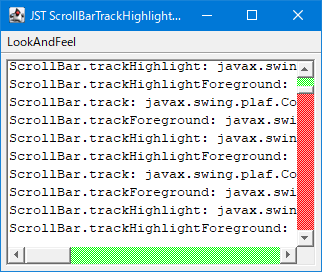 JST ScrollBarTrackHighlight...
LookAndFeel
ScrollBar.trackHighlight: javax.swin
ScrollBar.trackHighlightForeground:
ScrollBar.track: javax.swing.plaf.Co
ScrollBar.trackForeground: javax.swi
ScrollBar.trackHighlight: javax.swin
ScrollBar.trackHighlightForeground:
ScrollBar.track: javax.swing.plaf.Co
ScrollBar.trackForeground: javax.swi
ScrollBar.trackHighlight: javax.swin
ScrollBar.trackHighlightForeground: